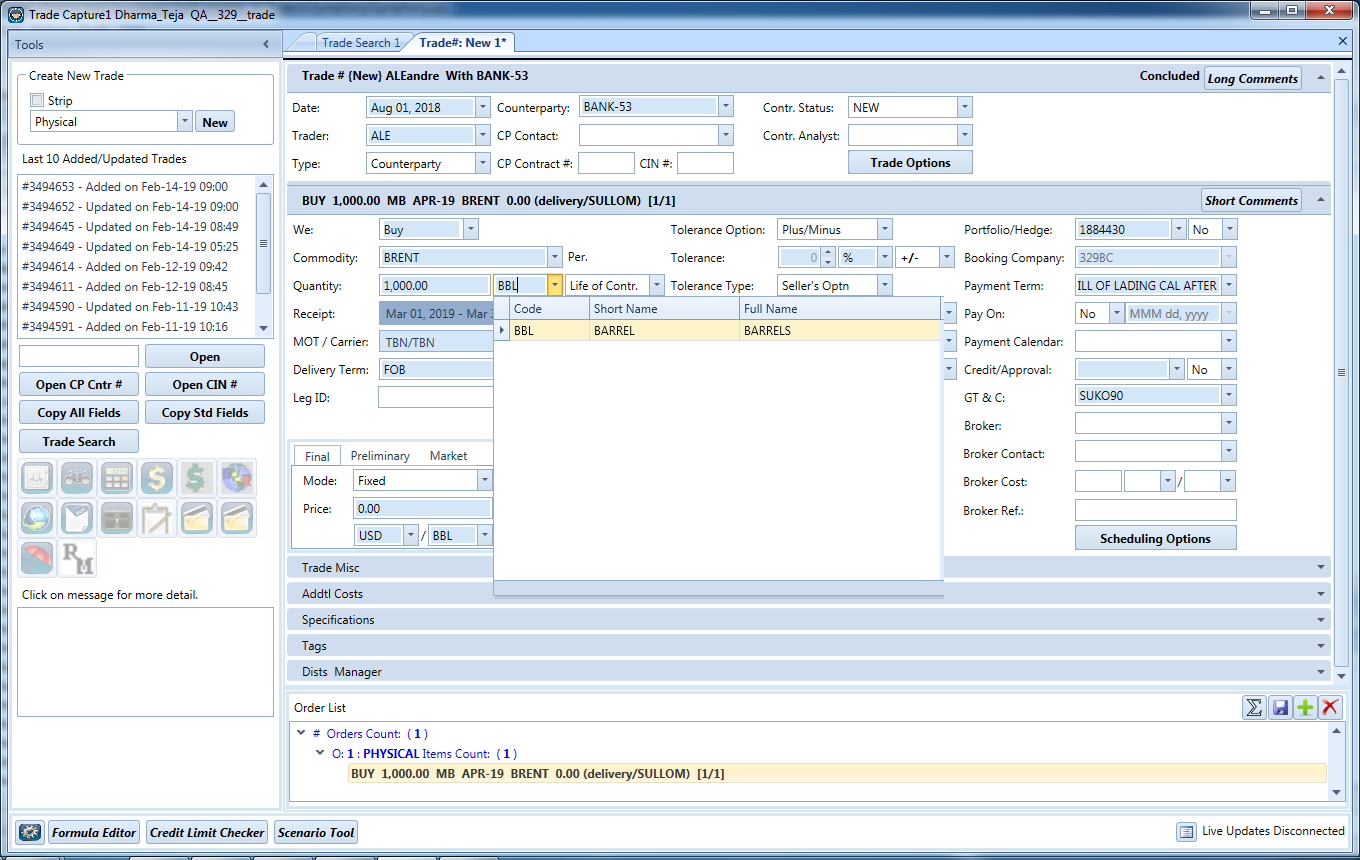 Trade Capture1 Dharma_Teja QA__329__trade
Tools
Create New Trade
Strip
Physical New
Last 10 Added/Updated Trades
#3494653 - Added on Feb-14-19 09:00
#3494652 - Updated on Feb-14-19 09:00
#3494645 - Updated on Feb-14-19 08:49
#3494649 - Updated on Feb-14-19 05:25
#3494614 - Added on Feb-12-19 09:42
#3494611 - Added on Feb-12-19 08:45
#3494590 - Updated on Feb-11-19 10:43
#3494591 - Added on Feb-11-19 10:16
Open
Open CP Cntr # Open CIN #
Copy All Fields Copy Std Fields
Trade Search
RM
Click on message for more detail.
Trade Search 1 Trade#: New 1*
Trade # {New} ALEandre With BANK-53 Concluded Long Comments
Date: Aug 01, 2018 Counterparty: BANK-53 Contr. Status: NEW
Trader: ALE CP Contact: Contr. Analyst:
Type: Counterparty CP Contract #: CIN #: Trade Options
BUY 1,000.00 MB APR-19 BRENT 0.00 (delivery/SULLOM) [1/1] Short Comments
We: Buy Tolerance Option: Plus/Minus Portfolio/Hedge: 1884430 No
Commodity: BRENT Per. Tolerance: 0 % +/- Booking Company: 329BC
Quantity: 1,000.00 BBL Life of Contr. Tolerance Type: Seller's Optn Payment Term: ILL OF LADING CAL AFTER
Receipt: Mar 01, 2019 - Mar 3 Pay On: No MMM dd, yyyy
MOT / Carrier: TBN/TBN Payment Calendar:
Delivery Term: FOB Credit/Approval: No
Leg ID: GT & C: SUKO90
Code Short Name Full Name
BBL BARREL BARRELS
Broker:
Broker Contact:
Broker Cost: /
Broker Ref.:
Scheduling Options
Final Preliminary Market
Mode: Fixed
Price: 0.00
USD / BBL
Trade Misc
Addtl Costs
Specifications
Tags
Dists Manager
Order List
# Orders Count: ( 1 )
O: 1 : PHYSICAL Items Count: ( 1 )
BUY 1,000.00 MB APR-19 BRENT 0.00 (delivery/SULLOM) [1/1]
Formula Editor Credit Limit Checker Scenario Tool Live Updates Disconnected